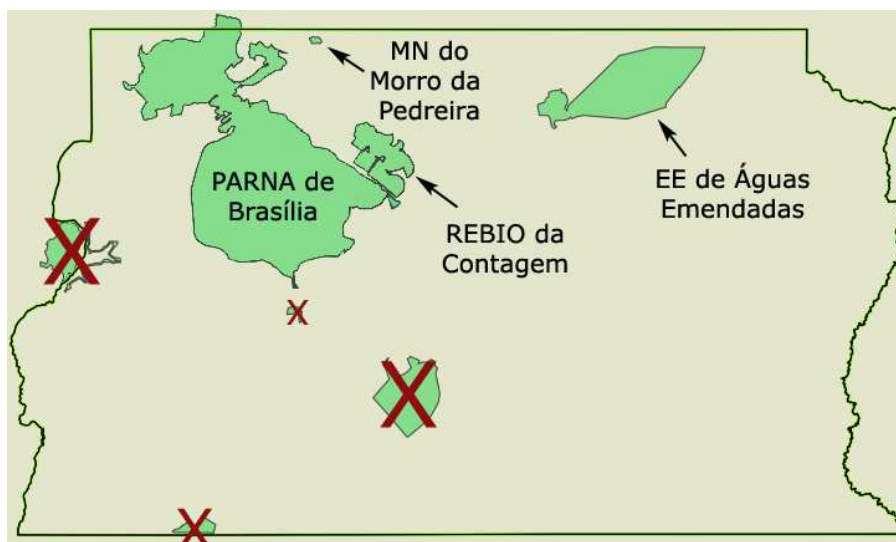 MN do
Morro da
Pedreira
PARNA de
Brasília
REBIO da
Contagem
EE de Águas
Emendadas